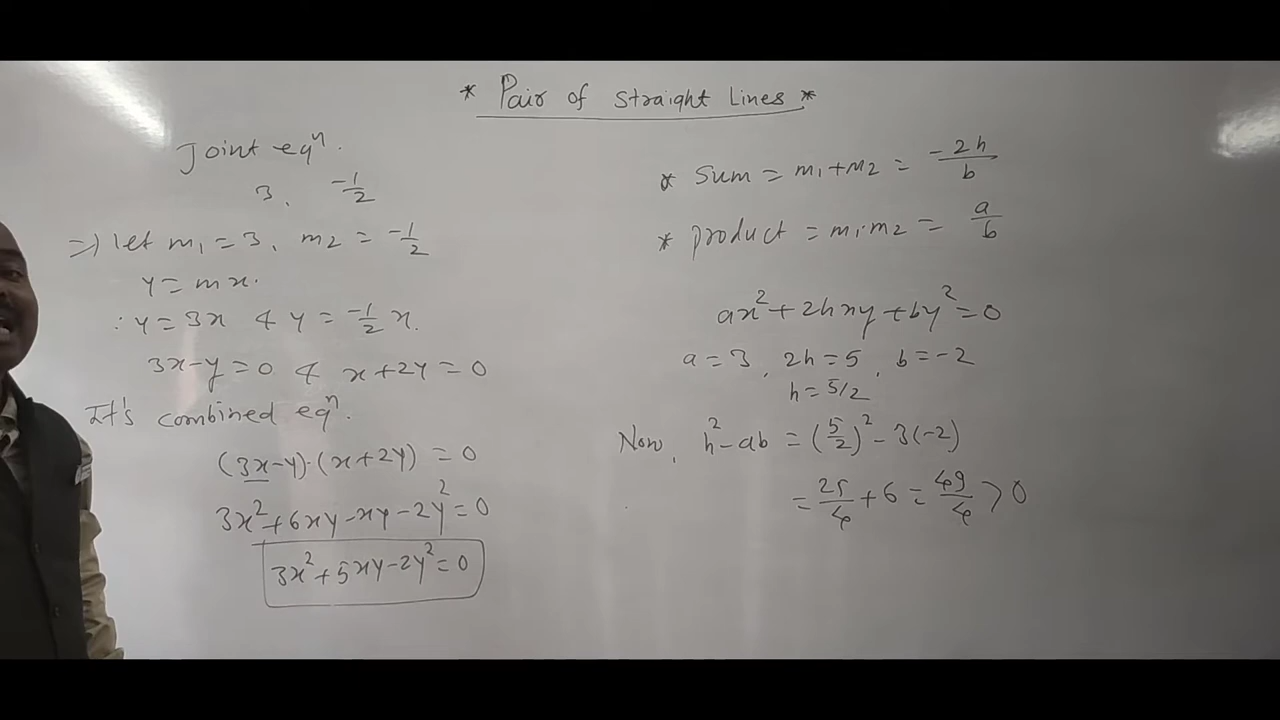 * Pair of Straight Lines *
Joint eqⁿ.
3, -1/2
=) let m₁ = 3, m₂ = -1/2
y = mx.
∴ y = 3x & y = -1/2 x.
3x-y = 0 & x+2y = 0
It's combined eqⁿ.
(3x-y)·(x+2y) = 0
3x²+6xy-xy-2y² = 0
3x²+5xy-2y² = 0
* Sum = m₁+m₂ = -2h/b
* product = m₁·m₂ = a/b
ax²+2hxy+by² = 0
a = 3, 2h = 5, b = -2
h = 5/2
Now, h²-ab = (5/2)² - 3(-2)
= 25/4 + 6 = 49/4 > 0